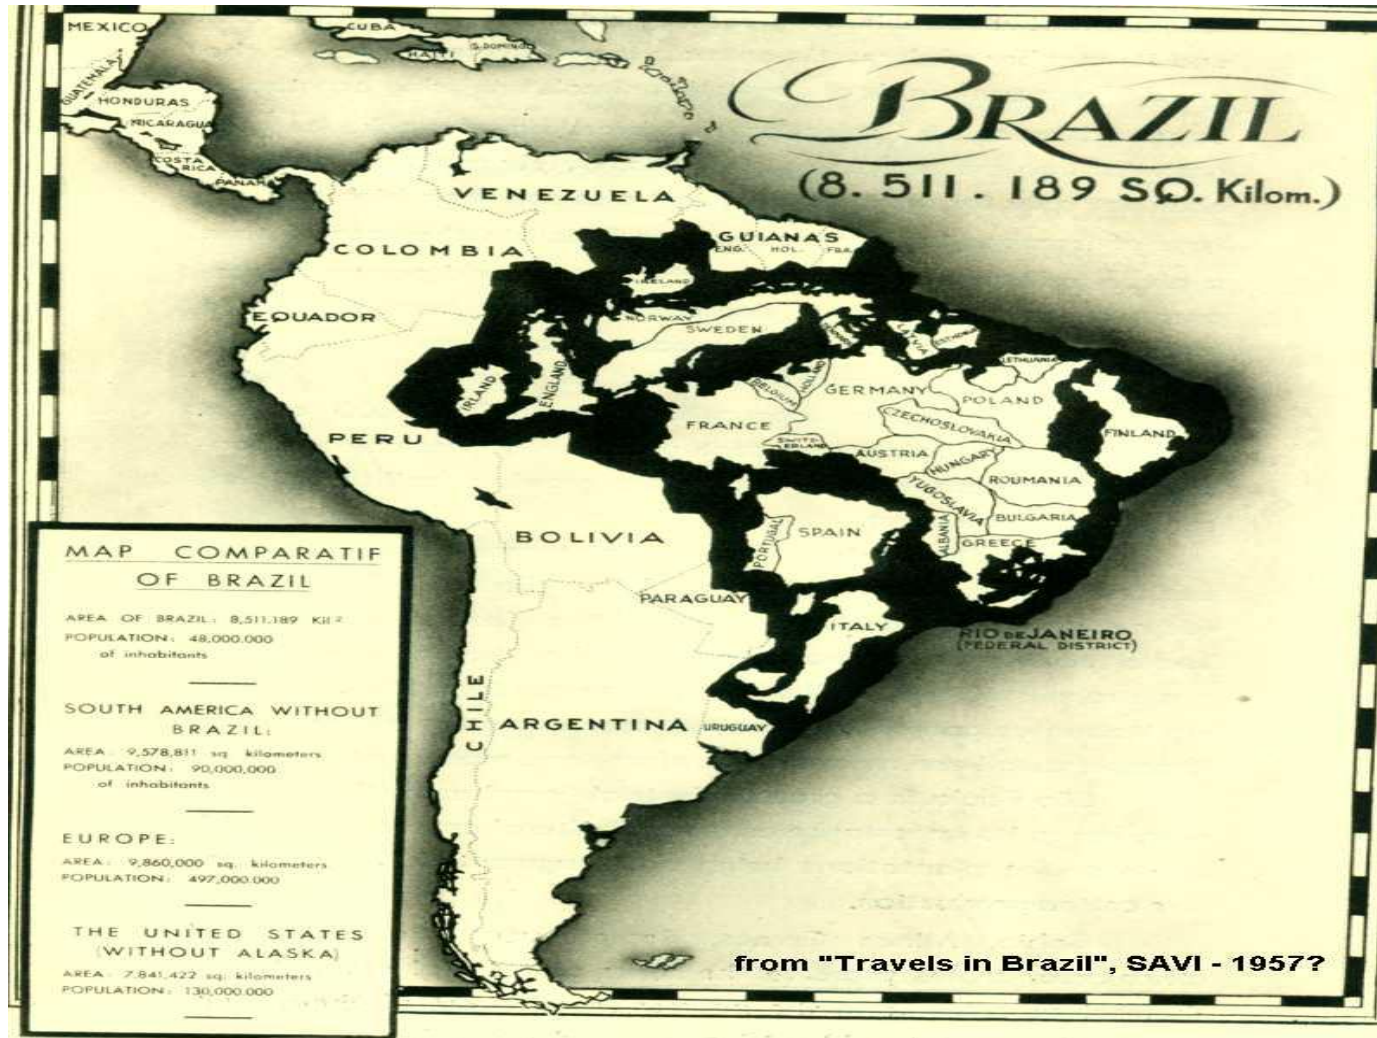 MEXICO
CUBA
HAITI
S. DOMINGO
GUATEMALA
HONDURAS
NICARAGUA
COSTA
RICA
PANAMA
BRAZIL
(8. 511. 189 SQ. Kilom.)
VENEZUELA
COLOMBIA
GUIANAS
ENG.
HOL.
FRA.
EQUADOR
PERU
BOLIVIA
PARAGUAY
CHILE
ARGENTINA
URUGUAY
NORWAY
SWEDEN
LATVIA
ESTHONIA
LETHUNNIA
IRLAND
ENGLAND
BELGIUM
HOLLAND
GERMANY
POLAND
FRANCE
CZECHOSLOVAKIA
FINLAND
SWITZ-
ERLAND
AUSTRIA
HUNGARY
ROUMANIA
YUGOSLAVIA
BULGARIA
PORTUGAL
SPAIN
ALBANIA
GREECE
ITALY
RIO DE JANEIRO
(FEDERAL DISTRICT)
MAP COMPARATIF
OF BRAZIL
AREA OF BRAZIL: 8,511.189 Kil²
POPULATION: 48,000.000
of inhabitants
SOUTH AMERICA WITHOUT
BRAZIL:
AREA: 9,578,811 sq. kilometers
POPULATION: 90,000,000
of inhabitants
EUROPE:
AREA: 9,860,000 sq. kilometers
POPULATION: 497,000.000
THE UNITED STATES
(WITHOUT ALASKA)
AREA: 7.841,422 sq. kilometers
POPULATION: 130,000.000
from "Travels in Brazil", SAVI - 1957?